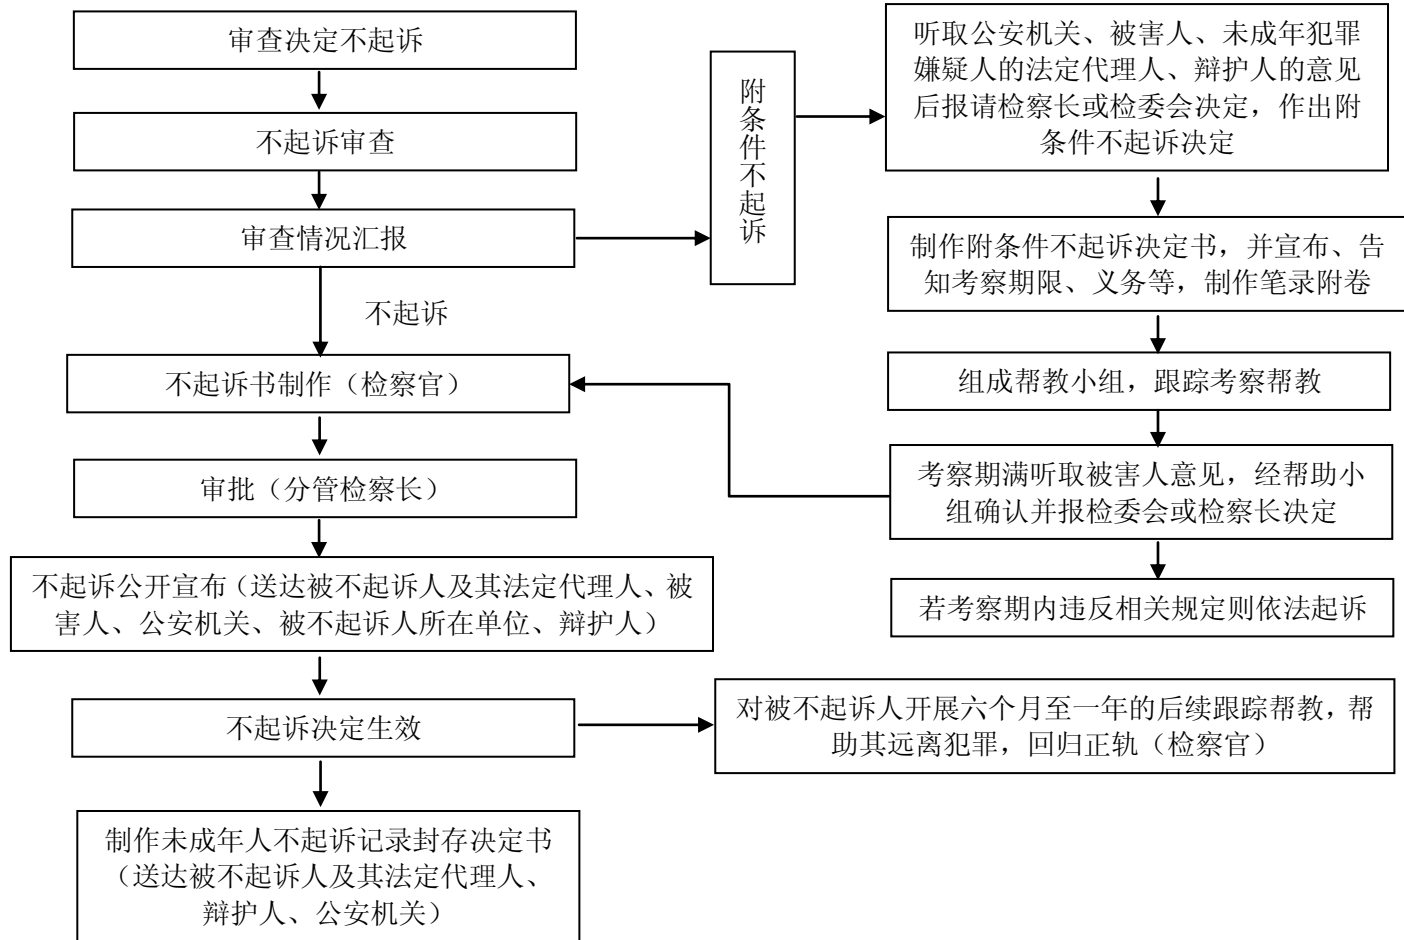 审查决定不起诉
不起诉审查
审查情况汇报
不起诉
不起诉书制作（检察官）
审批（分管检察长）
不起诉公开宣布（送达被不起诉人及其法定代理人、被
害人、公安机关、被不起诉人所在单位、辩护人）
不起诉决定生效
制作未成年人不起诉记录封存决定书
（送达被不起诉人及其法定代理人、
辩护人、公安机关）
附条件不起诉
听取公安机关、被害人、未成年犯罪
嫌疑人的法定代理人、辩护人的意见
后报请检察长或检委会决定，作出附
条件不起诉决定
制作附条件不起诉决定书，并宣布、告
知考察期限、义务等，制作笔录附卷
组成帮教小组，跟踪考察帮教
考察期满听取被害人意见，经帮助小
组确认并报检委会或检察长决定
若考察期内违反相关规定则依法起诉
对被不起诉人开展六个月至一年的后续跟踪帮教，帮
助其远离犯罪，回归正轨（检察官）